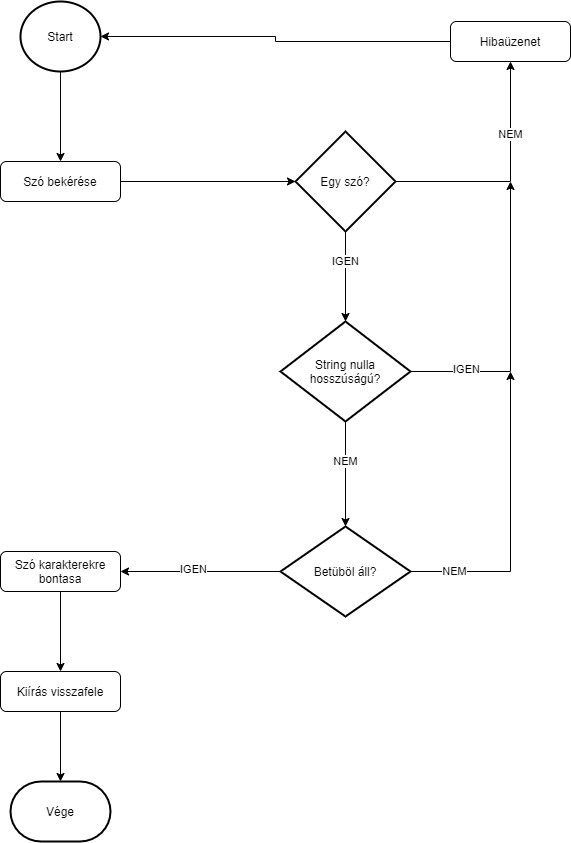 Start
Hibaüzenet
NEM
Szó bekérése
Egy szó?
IGEN
String nulla
hosszúságú?
IGEN
NEM
Szó karakterekre
bontasa
IGEN
Betüböl áll?
NEM
Kiírás visszafele
Vége